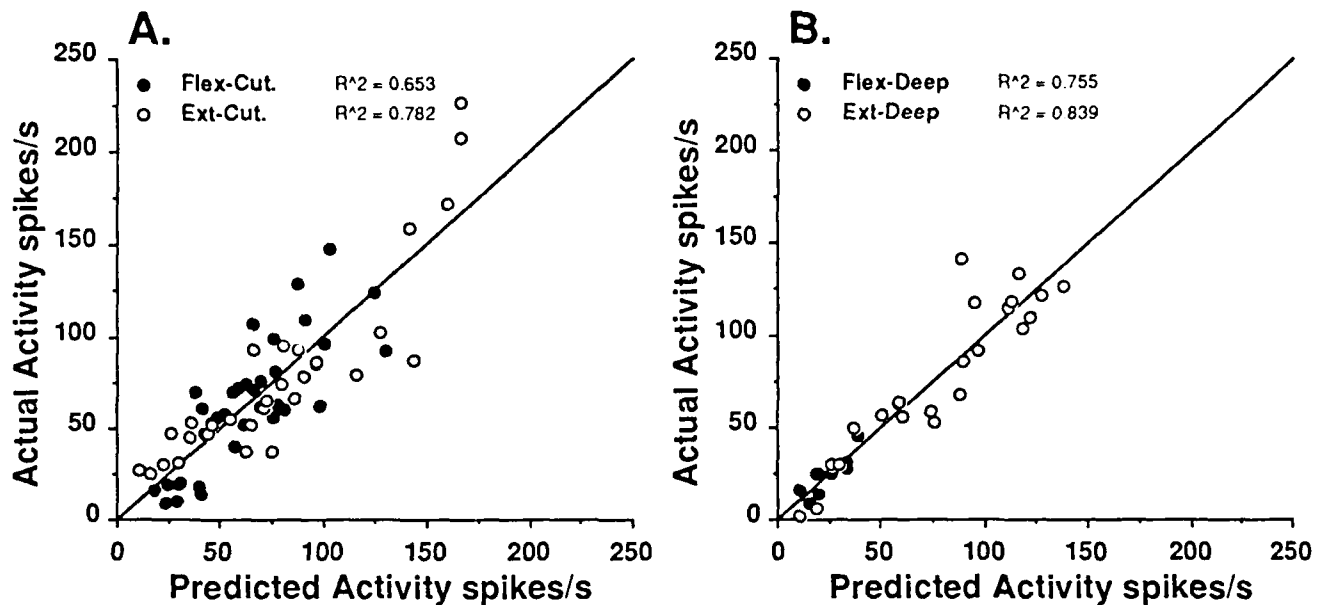 A.
250
200
150
100
50
0
Actual Activity spikes/s
Flex-Cut. R^2 = 0.653
Ext-Cut. R^2 = 0.782
0 50 100 150 200 250
Predicted Activity spikes/s
B.
250
200
150
100
50
0
Actual Activity spikes/s
Flex-Deep R^2 = 0.755
Ext-Deep R^2 = 0.839
0 50 100 150 200 250
Predicted Activity spikes/s